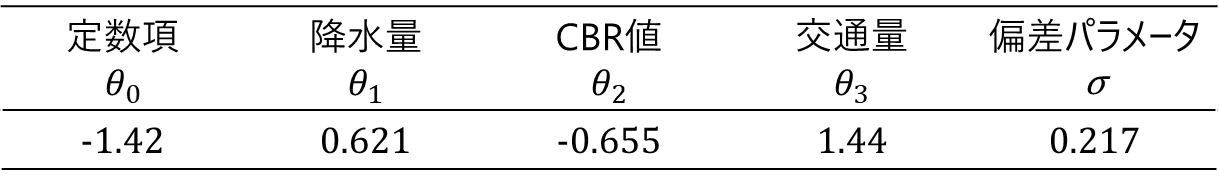 定数項 降水量 CBR値 交通量 偏差パラメータ
θ0 θ1 θ2 θ3 σ
-1.42 0.621 -0.655 1.44 0.217